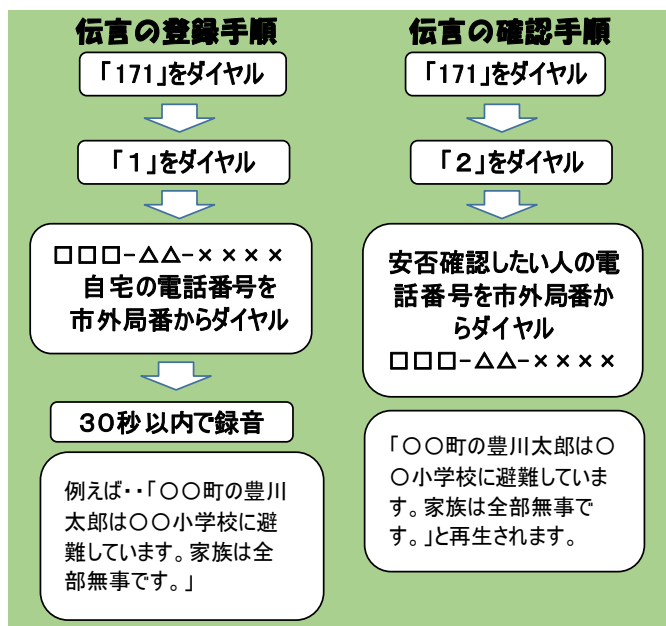 伝言の登録手順
「171」をダイヤル
「１」をダイヤル
□□□-△△-××××
自宅の電話番号を
市外局番からダイヤル
３０秒以内で録音
例えば・・「○○町の豊川
太郎は○○小学校に避
難しています。家族は全
部無事です。」
伝言の確認手順
「171」をダイヤル
「２」をダイヤル
安否確認したい人の電
話番号を市外局番か
らダイヤル
□□□-△△-××××
「○○町の豊川太郎は○
○小学校に避難していま
す。家族は全部無事で
す。」と再生されます。